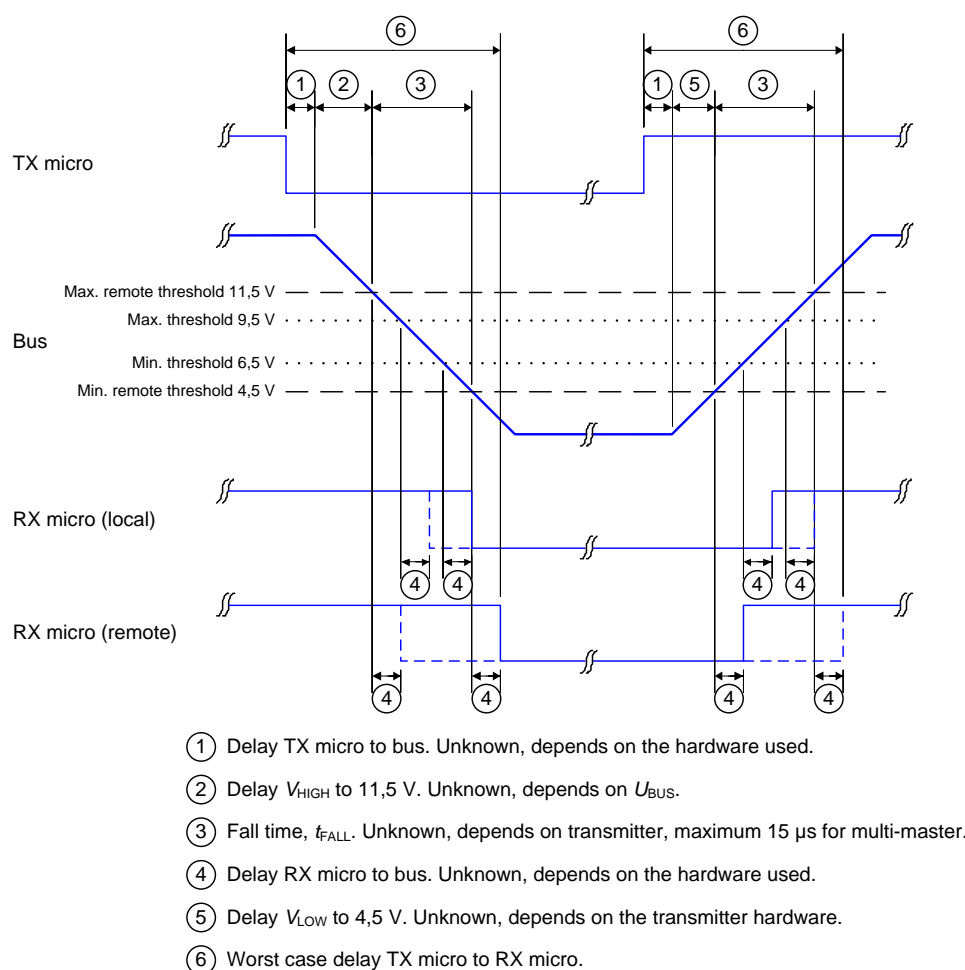 6 6
1 2 3 1 5 3
TX micro
Max. remote threshold 11,5 V
Max. threshold 9,5 V
Bus
Min. threshold 6,5 V
Min. remote threshold 4,5 V
RX micro (local)
4 4 4 4
RX micro (remote)
4 4 4 4
1 Delay TX micro to bus. Unknown, depends on the hardware used.
2 Delay VHIGH to 11,5 V. Unknown, depends on UBUS.
3 Fall time, tFALL. Unknown, depends on transmitter, maximum 15 µs for multi-master.
4 Delay RX micro to bus. Unknown, depends on the hardware used.
5 Delay VLOW to 4,5 V. Unknown, depends on the transmitter hardware.
6 Worst case delay TX micro to RX micro.